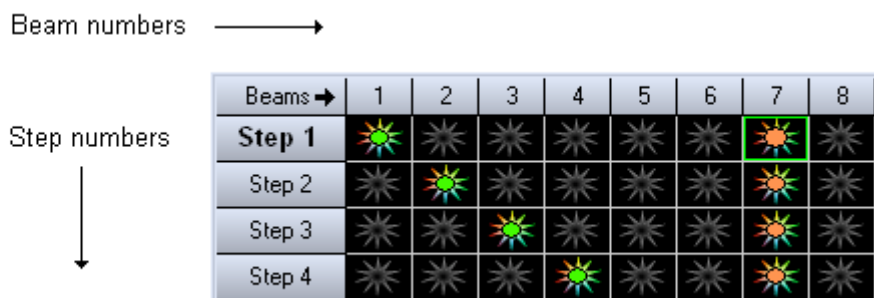 Beam numbers
Beams 1 2 3 4 5 6 7 8
Step numbers
Step 1
Step 2
Step 3
Step 4